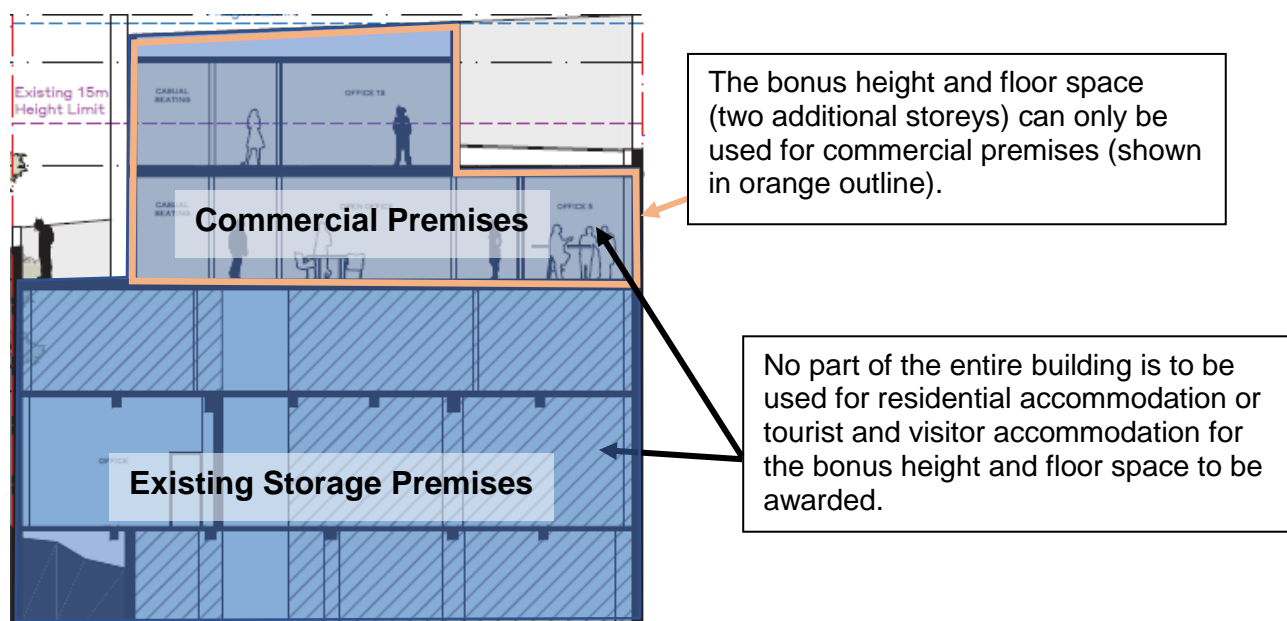 Existing 15m
Height Limit
CASUAL
SEATING
OFFICE 13
The bonus height and floor space
(two additional storeys) can only be
used for commercial premises (shown
in orange outline).
CASUAL
SEATING
OPEN OFFICE
OFFICE 5
Commercial Premises
No part of the entire building is to be
used for residential accommodation or
tourist and visitor accommodation for
the bonus height and floor space to be
awarded.
OFFICE
Existing Storage Premises